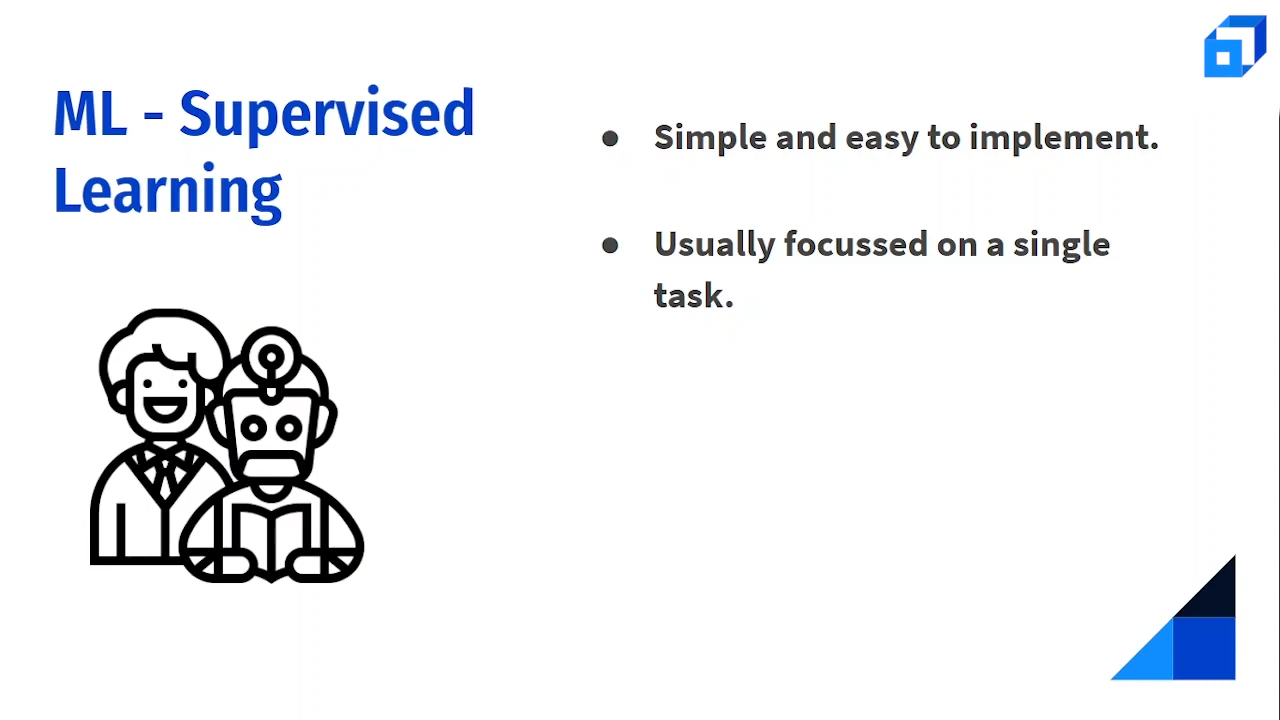 ML - Supervised
Learning
● Simple and easy to implement.
● Usually focussed on a single
task.